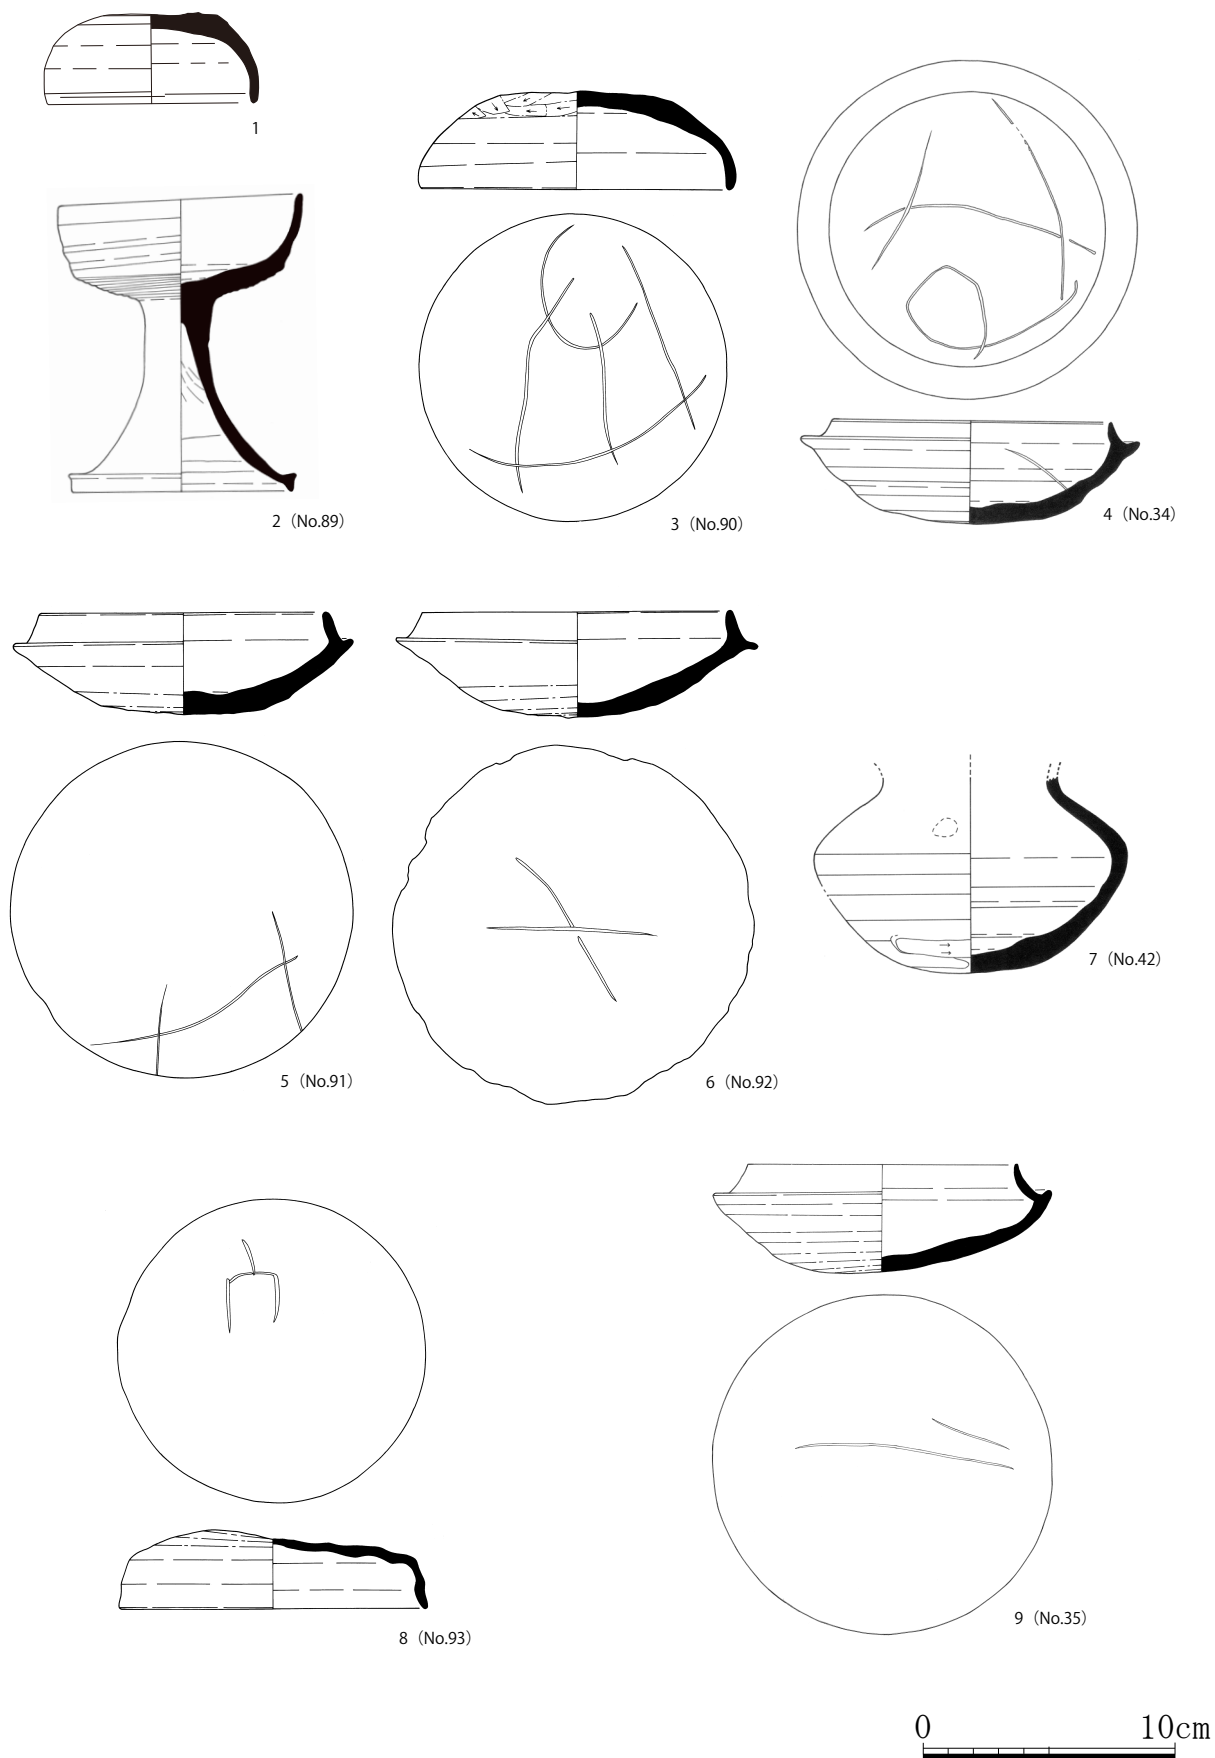 1
2（No.89）
3（No.90）
4（No.34）
5（No.91）
6（No.92）
7（No.42）
8（No.93）
9（No.35）
0 10cm